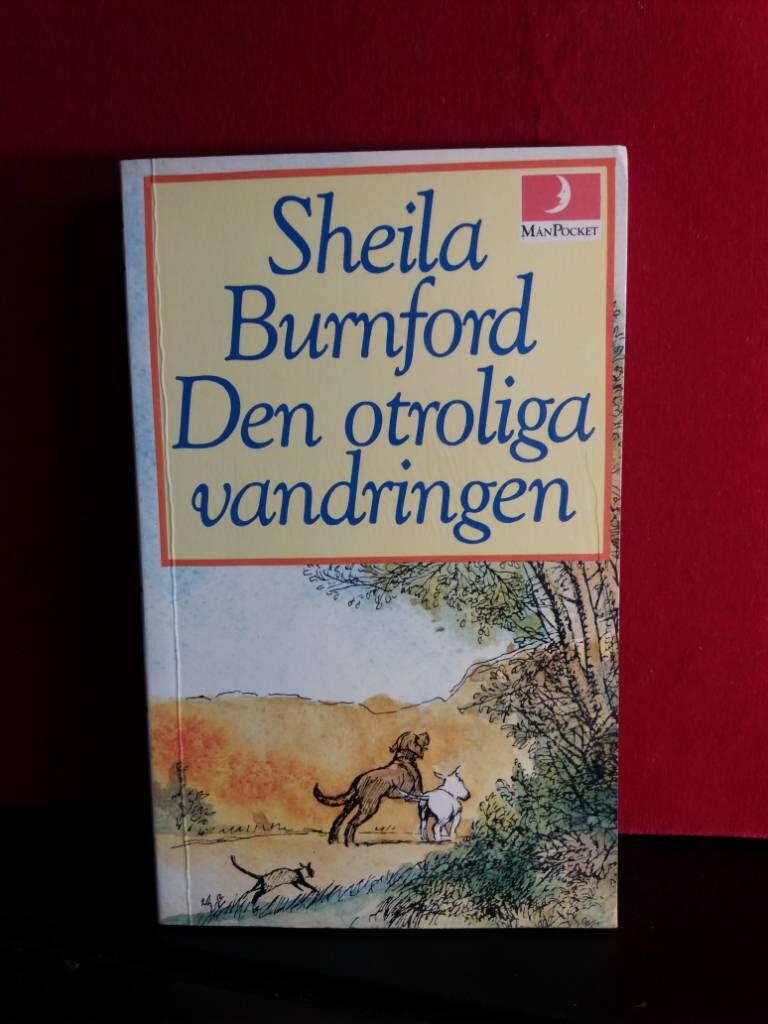 Sheila
Burnford
Den otroliga
vandringen
MÅNPOCKET